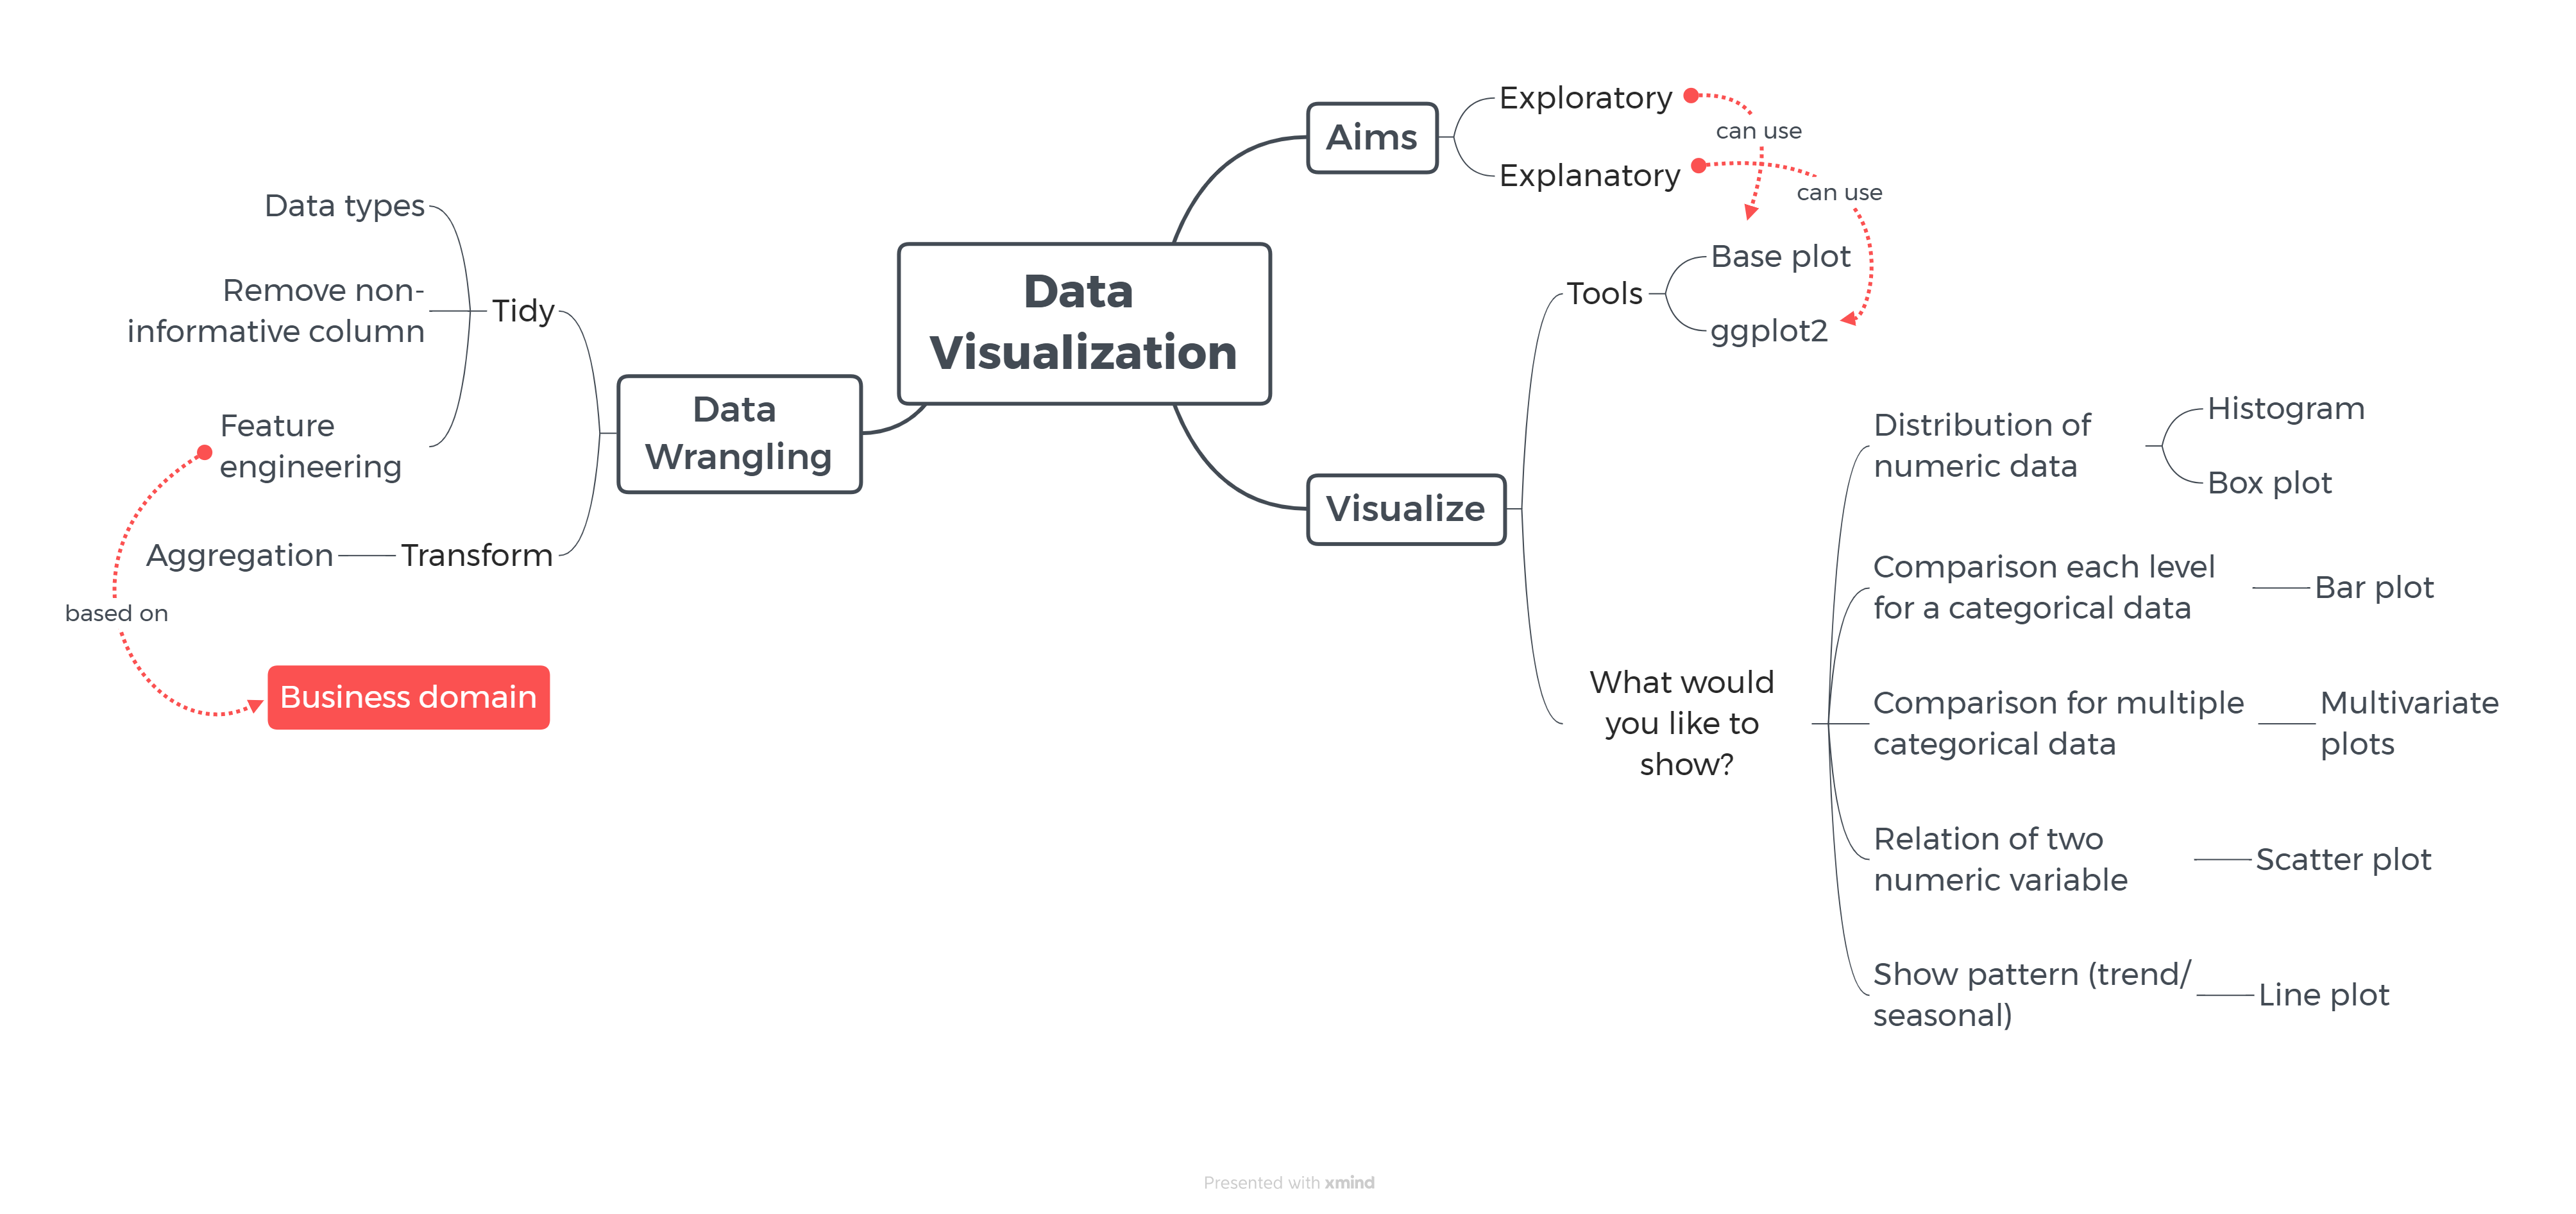 Data
Visualization
Aims
Exploratory
can use
Explanatory
can use
Visualize
Tools
Base plot
ggplot2
What would
you like to
show?
Distribution of
numeric data
Histogram
Box plot
Comparison each level
for a categorical data
Bar plot
Comparison for multiple
categorical data
Multivariate
plots
Relation of two
numeric variable
Scatter plot
Show pattern (trend/
seasonal)
Line plot
Data
Wrangling
Tidy
Data types
Remove non-
informative column
Feature
engineering
Transform
Aggregation
based on
Business domain
Presented with xmind